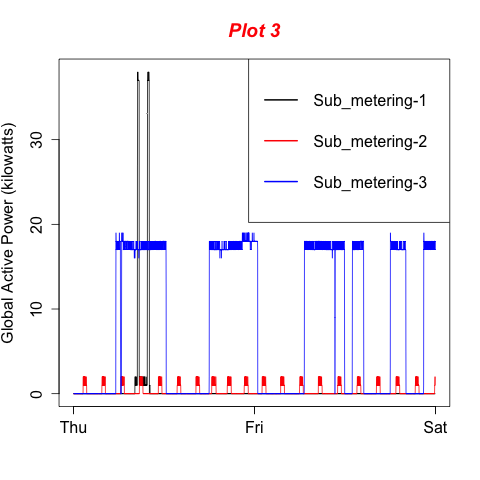 Plot 3
Sub_metering-1
Sub_metering-2
Sub_metering-3
Global Active Power (kilowatts)
30
20
10
0
Thu Fri Sat